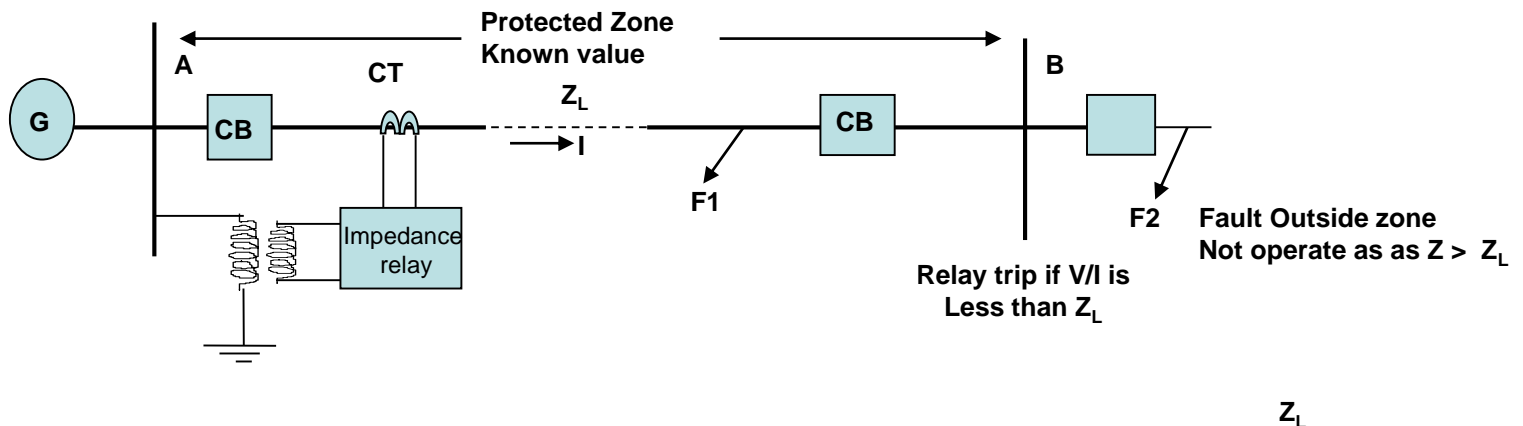 Protected Zone
Known value
A
CT
B
Z_L
G
CB
CB
I
F1
F2
Fault Outside zone
Not operate as as Z > Z_L
Impedance
relay
Relay trip if V/I is
Less than Z_L
Z_L